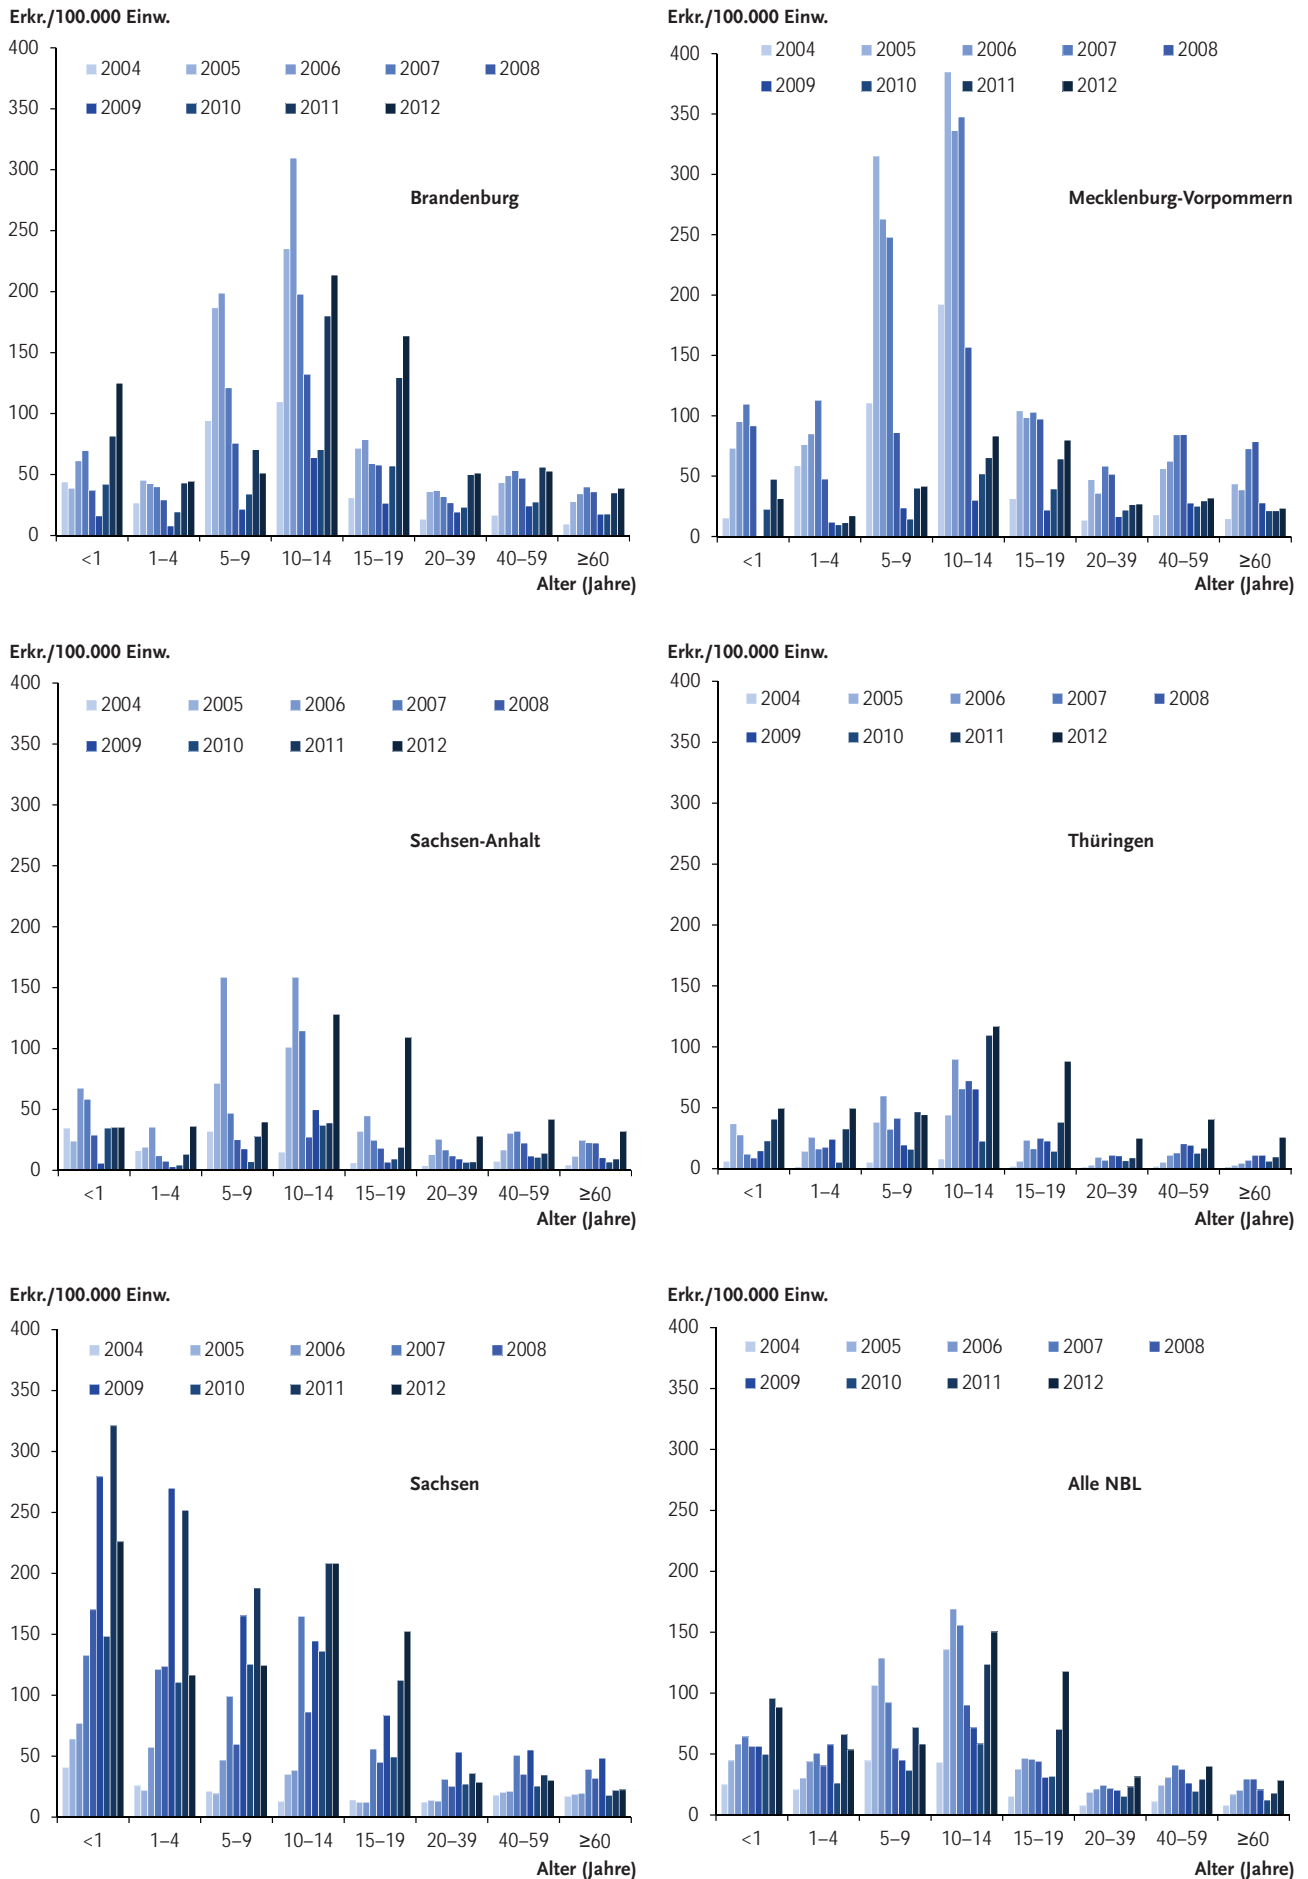 Erkr./100.000 Einw.
400
350
300
250
200
150
100
50
0
2004 2005 2006 2007 2008
2009 2010 2011 2012
Brandenburg
<1 1–4 5–9 10–14 15–19 20–39 40–59 ≥60
Alter (Jahre)
Erkr./100.000 Einw.
400
350
300
250
200
150
100
50
0
2004 2005 2006 2007 2008
2009 2010 2011 2012
Mecklenburg-Vorpommern
<1 1–4 5–9 10–14 15–19 20–39 40–59 ≥60
Alter (Jahre)
Erkr./100.000 Einw.
400
350
300
250
200
150
100
50
0
2004 2005 2006 2007 2008
2009 2010 2011 2012
Sachsen-Anhalt
<1 1–4 5–9 10–14 15–19 20–39 40–59 ≥60
Alter (Jahre)
Erkr./100.000 Einw.
400
350
300
250
200
150
100
50
0
2004 2005 2006 2007 2008
2009 2010 2011 2012
Thüringen
<1 1–4 5–9 10–14 15–19 20–39 40–59 ≥60
Alter (Jahre)
Erkr./100.000 Einw.
400
350
300
250
200
150
100
50
0
2004 2005 2006 2007 2008
2009 2010 2011 2012
Sachsen
<1 1–4 5–9 10–14 15–19 20–39 40–59 ≥60
Alter (Jahre)
Erkr./100.000 Einw.
400
350
300
250
200
150
100
50
0
2004 2005 2006 2007 2008
2009 2010 2011 2012
Alle NBL
<1 1–4 5–9 10–14 15–19 20–39 40–59 ≥60
Alter (Jahre)